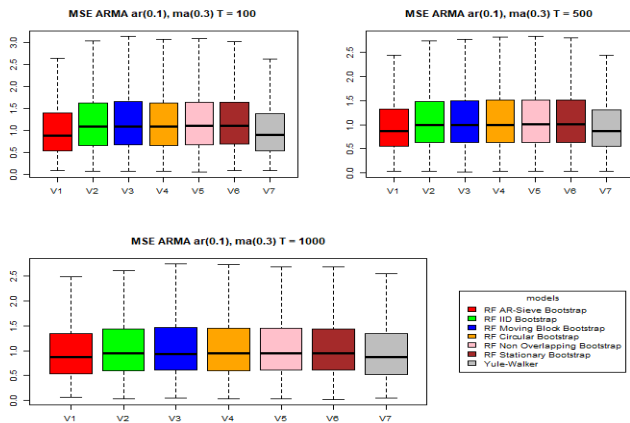 MSE ARMA ar(0.1), ma(0.3) T = 100
3.0
2.5
2.0
1.5
1.0
0.5
0.0
V1 V2 V3 V4 V5 V6 V7
MSE ARMA ar(0.1), ma(0.3) T = 500
3.0
2.5
2.0
1.5
1.0
0.5
0.0
V1 V2 V3 V4 V5 V6 V7
MSE ARMA ar(0.1), ma(0.3) T = 1000
2.5
2.0
1.5
1.0
0.5
0.0
V1 V2 V3 V4 V5 V6 V7
models
RF AR-Sieve Bootstrap
RF IID Bootstrap
RF Moving Block Bootstrap
RF Circular Bootstrap
RF Non Overlapping Bootstrap
RF Stationary Bootstrap
Yule-Walker